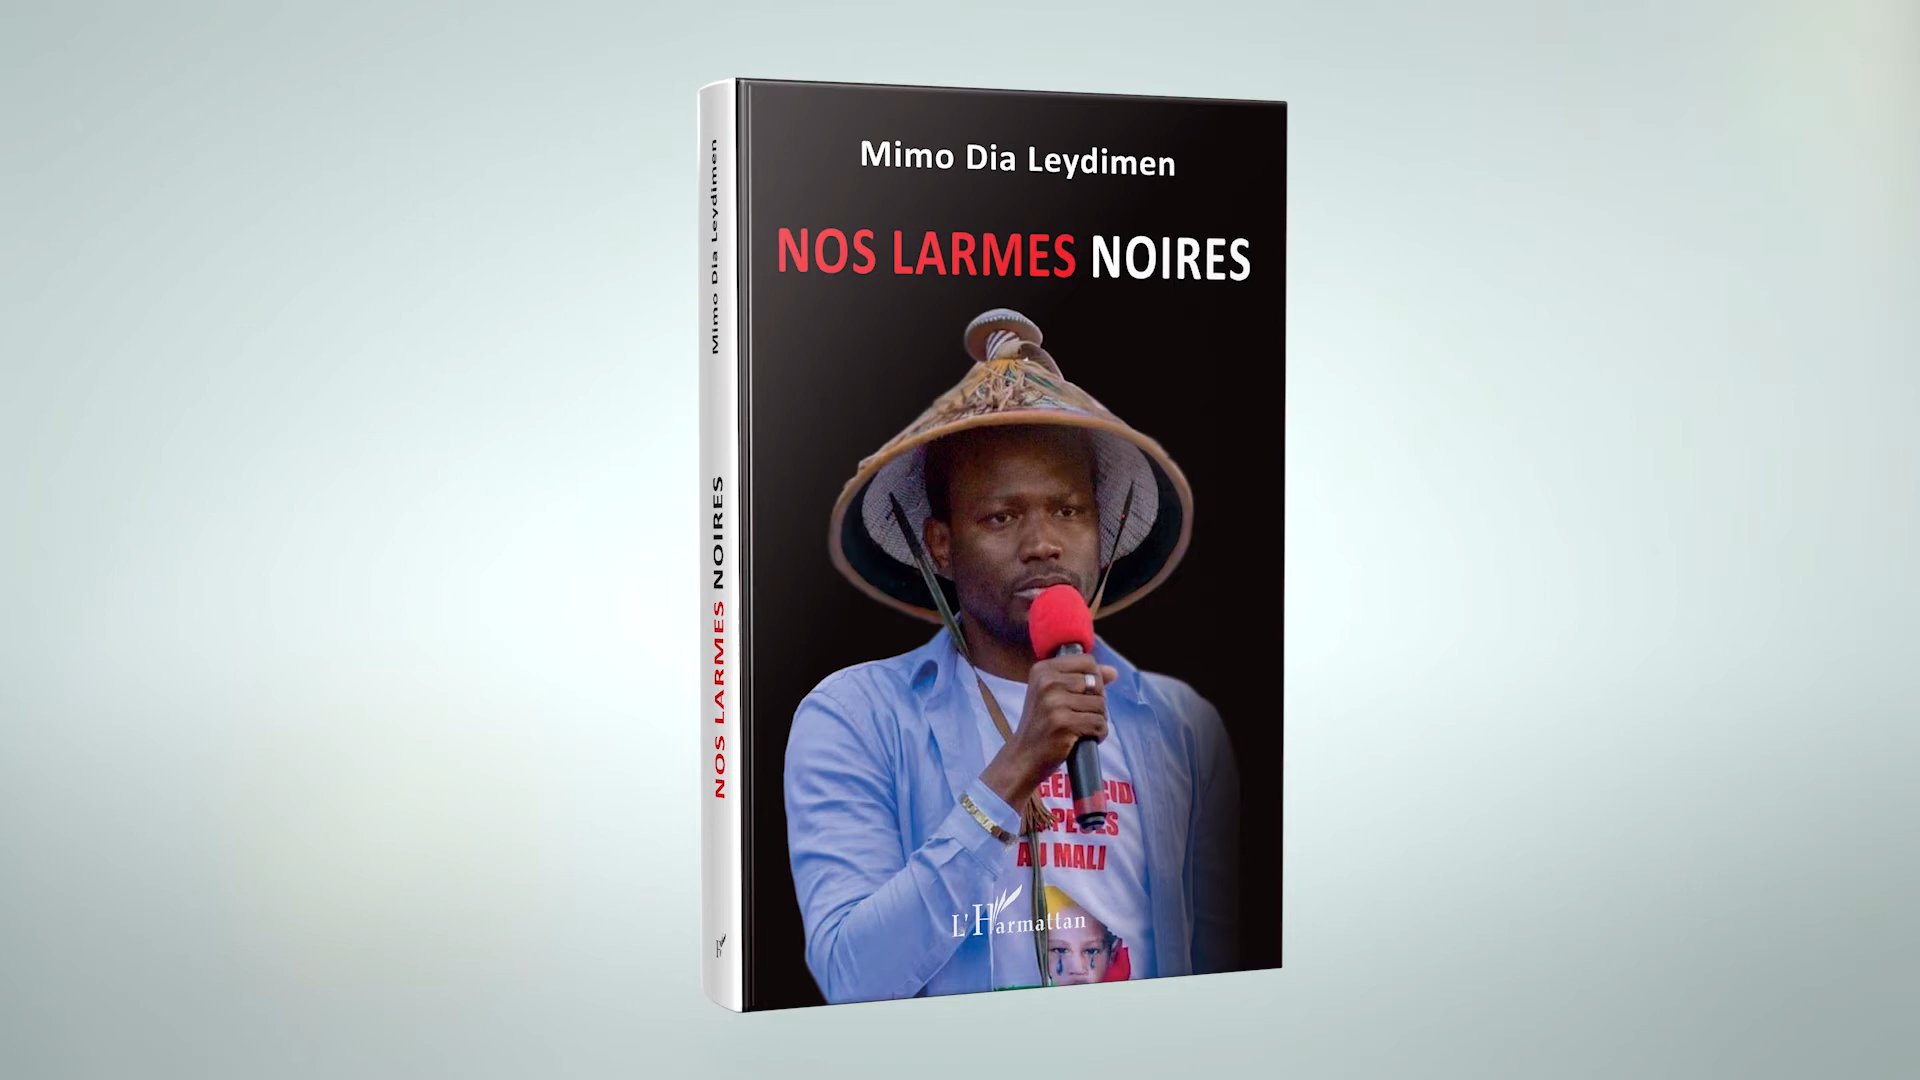 Mimo Dia Leydimen
NOS LARMES NOIRES
AU MALI
L'Harmattan
Mimo Dia Leydimen
NOS LARMES NOIRES